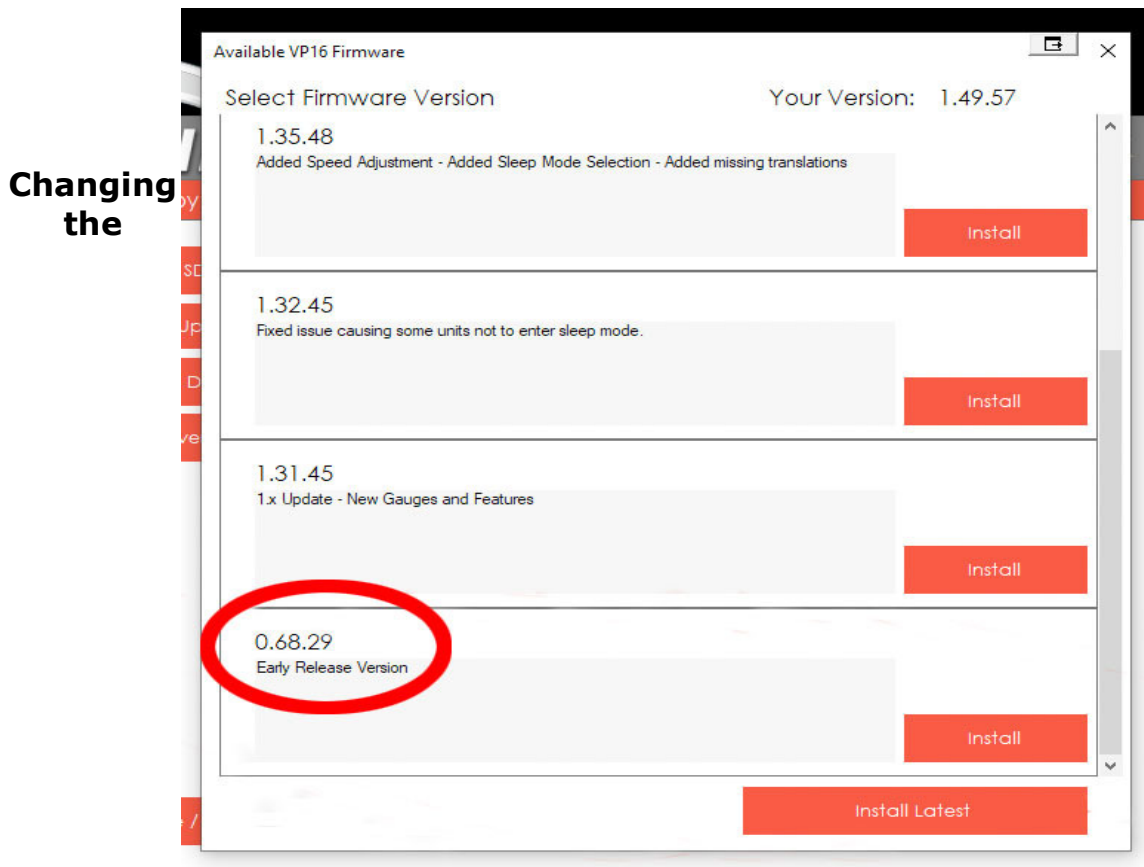 Available VP16 Firmware
Select Firmware Version Your Version: 1.49.57
1.35.48
Added Speed Adjustment - Added Sleep Mode Selection - Added missing translations
Install
Changing
the
1.32.45
Fixed issue causing some units not to enter sleep mode.
Install
1.31.45
1.x Update - New Gauges and Features
Install
0.68.29
Early Release Version
Install
Install Latest